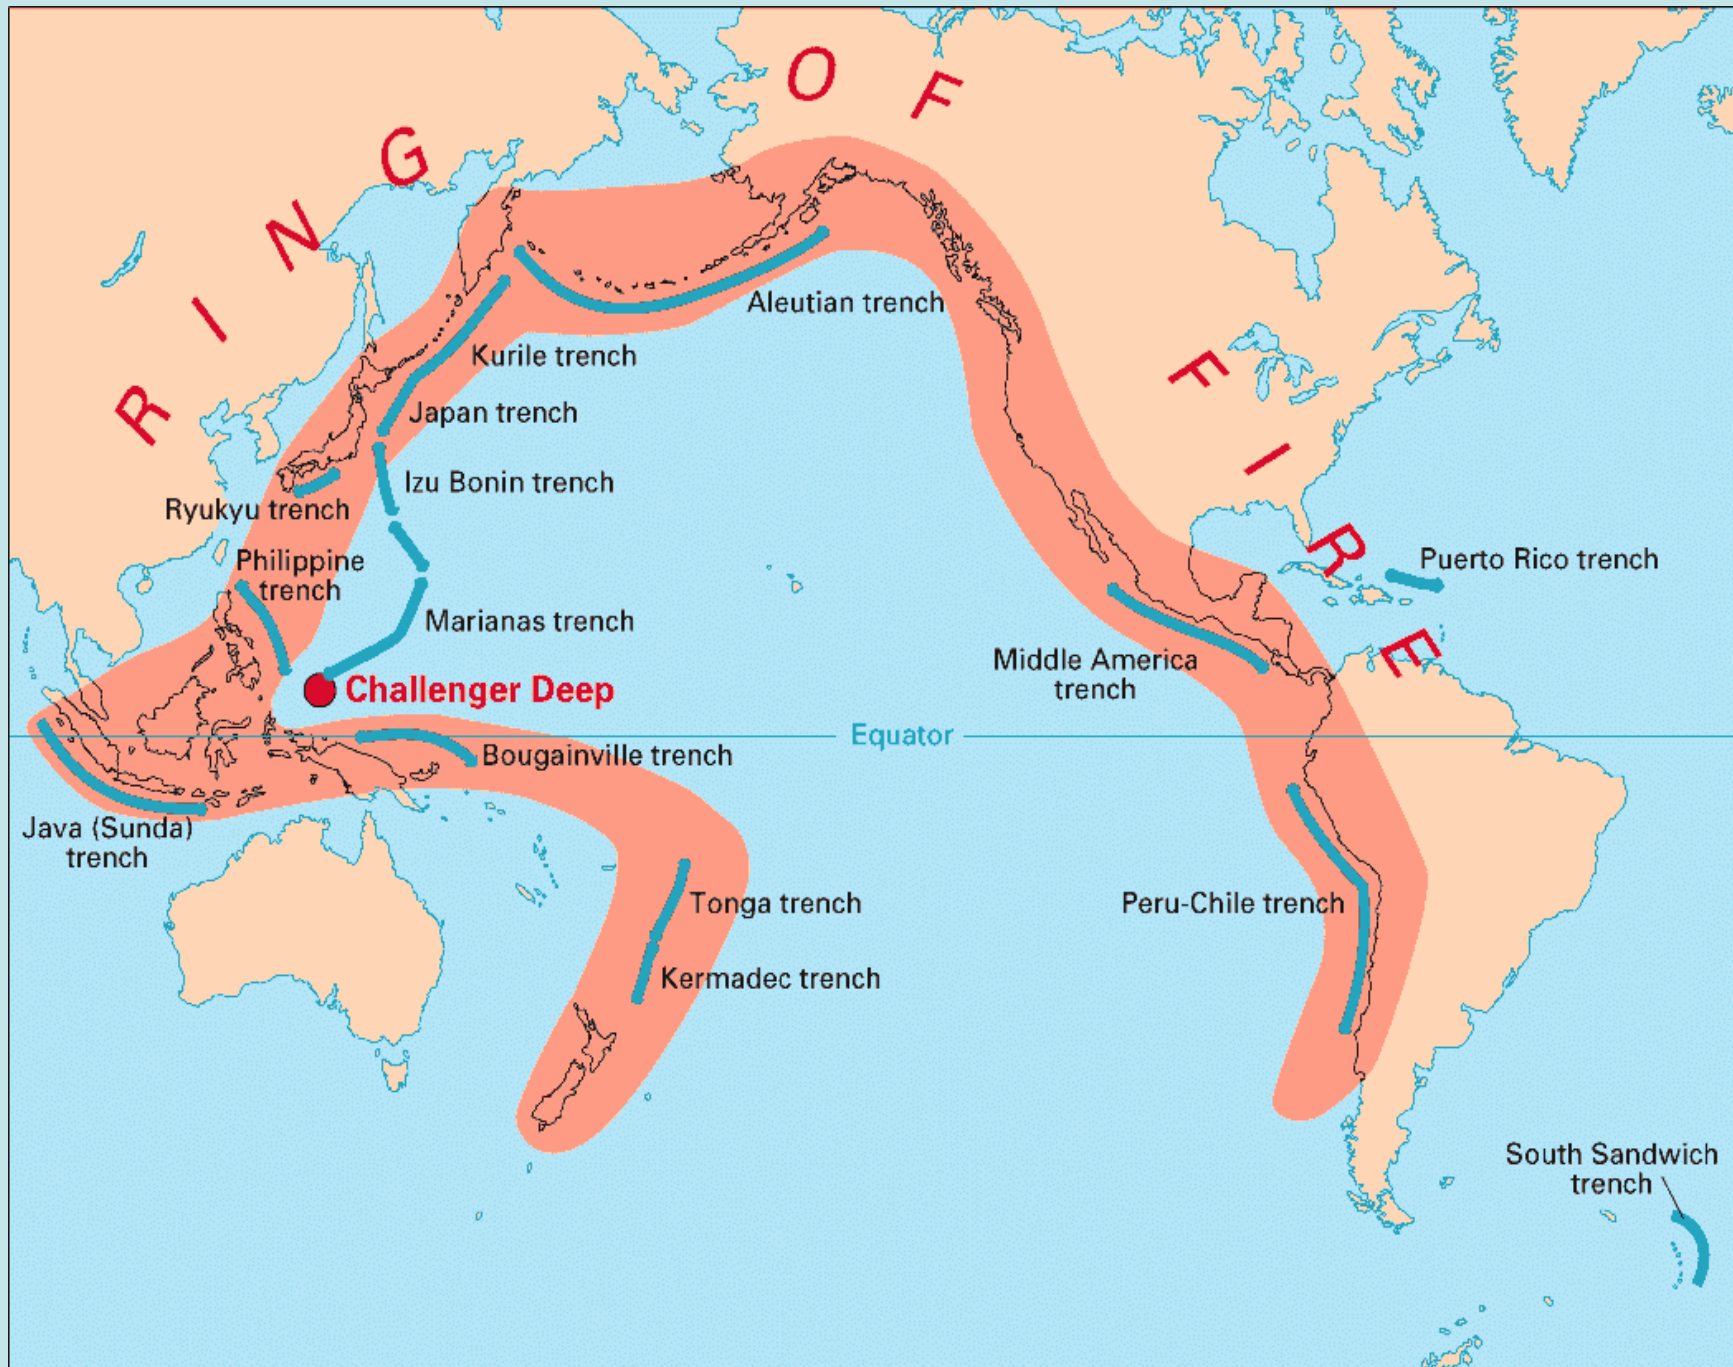 RING OF FIRE
Aleutian trench
Kurile trench
Japan trench
Izu Bonin trench
Ryukyu trench
Philippine
trench
Marianas trench
Challenger Deep
Puerto Rico trench
Middle America
trench
Equator
Bougainville trench
Java (Sunda)
trench
Tonga trench
Kermadec trench
Peru-Chile trench
South Sandwich
trench